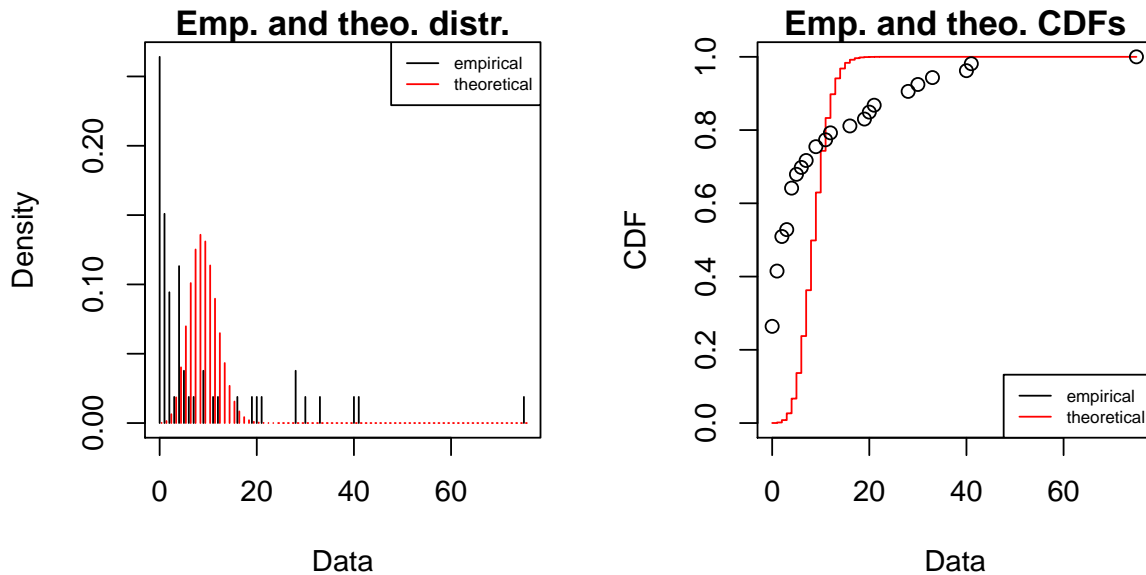 Emp. and theo. distr.
empirical
theoretical
Density
0.00
0.10
0.20
0
20
40
60
Data
Emp. and theo. CDFs
CDF
0.0
0.2
0.4
0.6
0.8
1.0
empirical
theoretical
0
20
40
60
Data